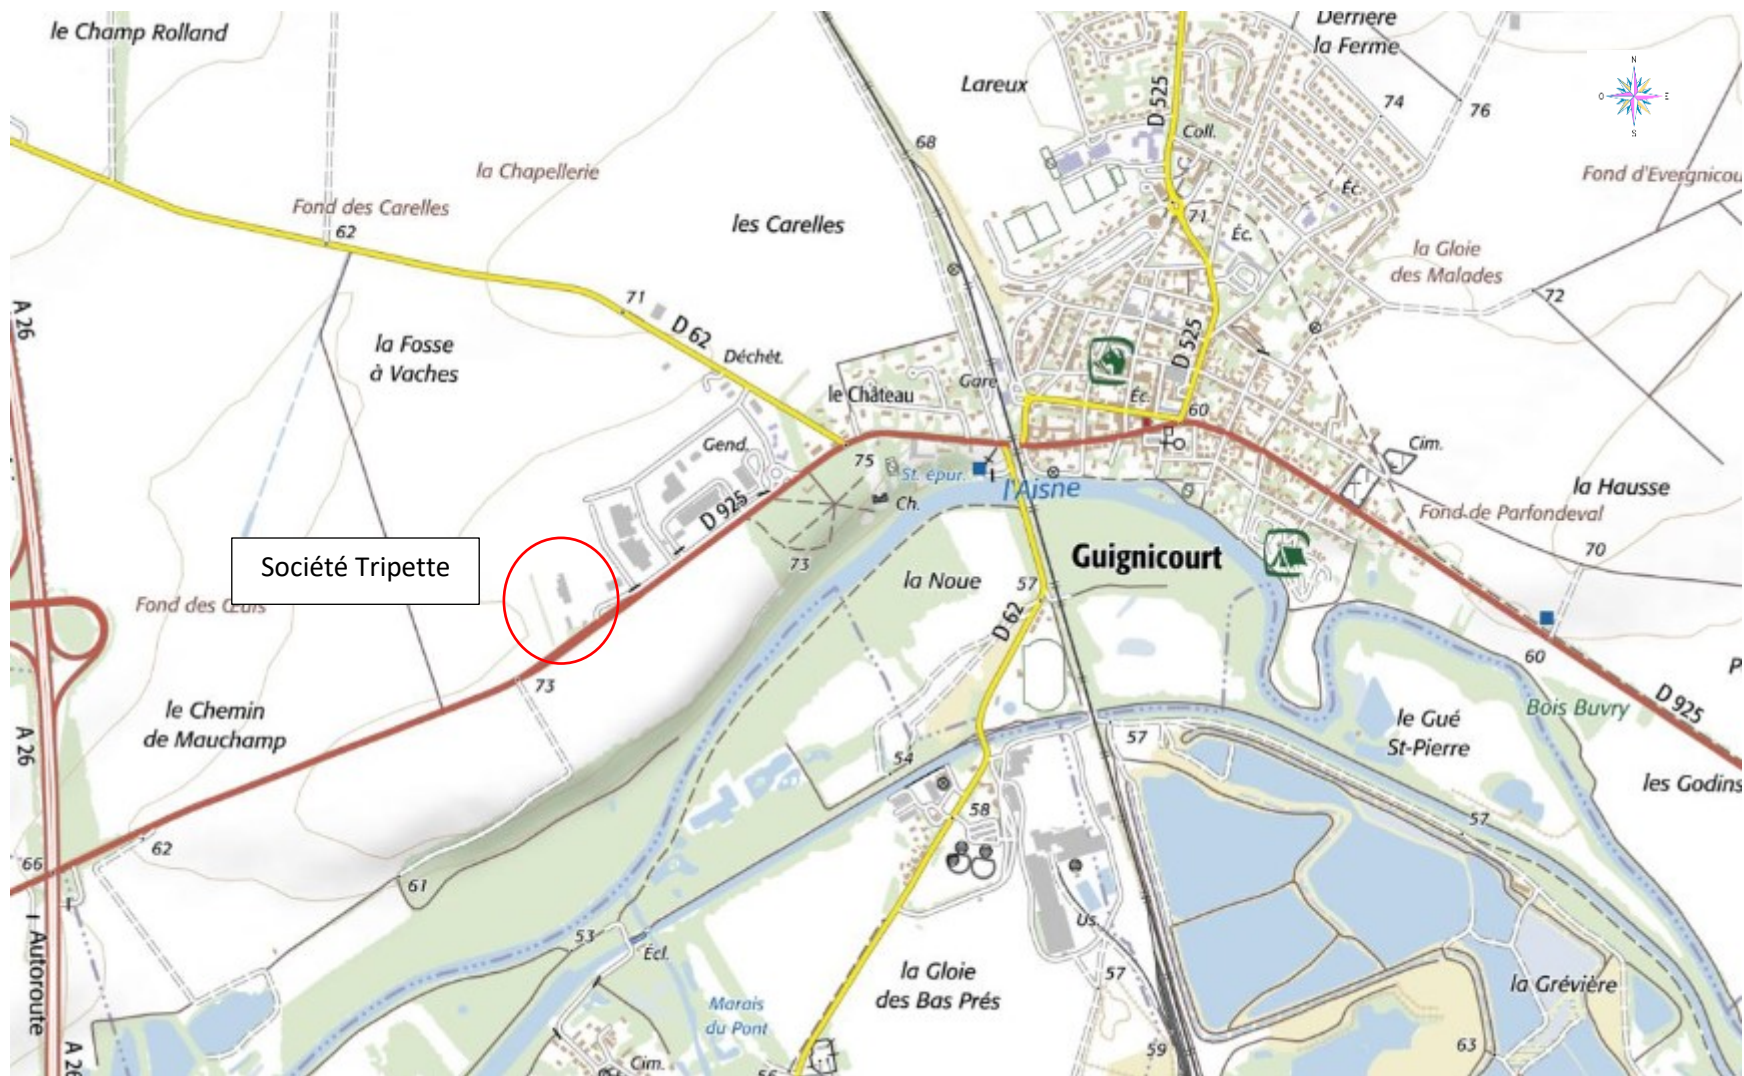 le Champ Rolland
Derrière
la Ferme
N
O
E
S
Lareux
D 525
74
76
Coll.
68
la Chapellerie
Fond d'Evergnicou
Éc.
Fond des Carelles
71
62
les Carelles
Éc.
la Gloie
des Malades
A 26
71
72
D 62
la Fosse
à Vaches
Déchèt.
D 525
le Château
Gare
Éc.
60
Gend.
75
Cim.
St. épur.
l'Aisne
la Hausse
D 925
Ch.
Fond de Parfondeval
Société Tripette
73
Guignicourt
70
la Noue
57
Fond des Œufs
D 62
60
73
le Chemin
de Mauchamp
D 925
Bois Buvry
le Gué
St-Pierre
A 26
57
54
les Godins
58
57
62
66
61
Us.
Autoroute
53
Écl.
la Gloie
des Bas Prés
57
la Grévière
Marais
du Pont
A 26
59
63
Cim.
56